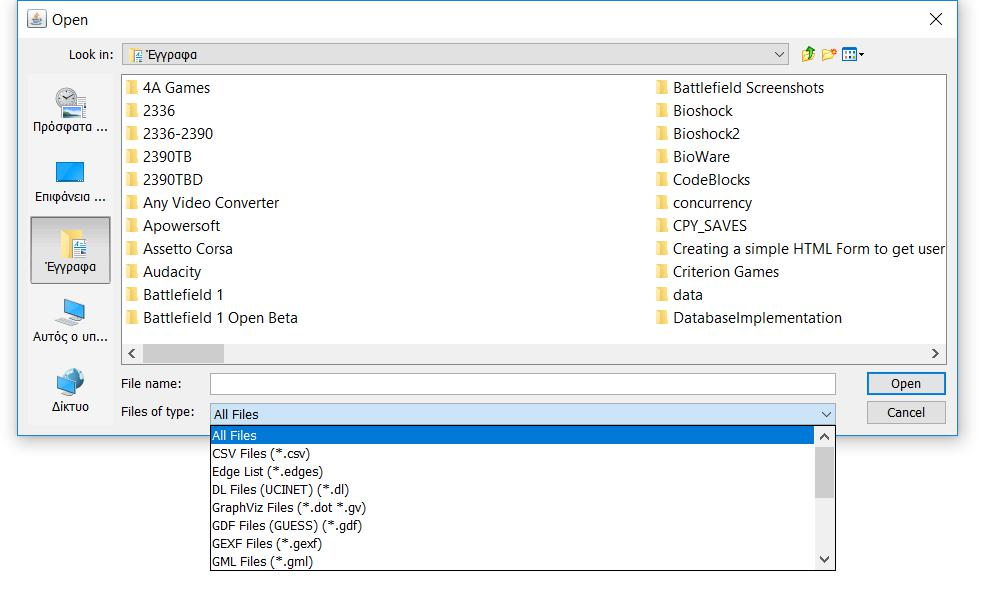 Open
Look in: Έγγραφα
Πρόσφατα ...
Επιφάνεια ...
Έγγραφα
Αυτός ο υπ...
Δίκτυο
4A Games
2336
2336-2390
2390TB
2390TBD
Any Video Converter
Apowersoft
Assetto Corsa
Audacity
Battlefield 1
Battlefield 1 Open Beta
Battlefield Screenshots
Bioshock
Bioshock2
BioWare
CodeBlocks
concurrency
CPY_SAVES
Creating a simple HTML Form to get user
Criterion Games
data
DatabaseImplementation
File name:
Open
Files of type: All Files
Cancel
All Files
CSV Files (*.csv)
Edge List (*.edges)
DL Files (UCINET) (*.dl)
GraphViz Files (*.dot *.gv)
GDF Files (GUESS) (*.gdf)
GEXF Files (*.gexf)
GML Files (*.gml)